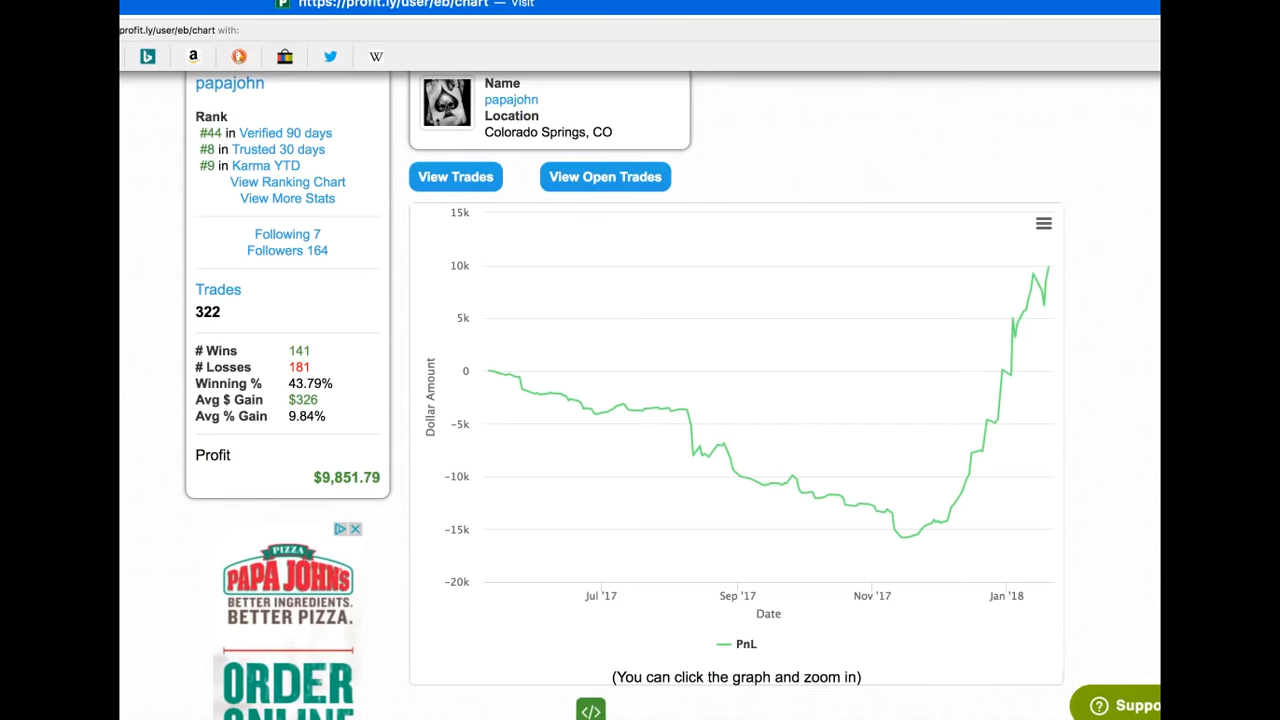 https://profit.ly/user/eb/chart — Visit
profit.ly/user/eb/chart with:
a
W
papajohn
Rank
#44 in Verified 90 days
#8 in Trusted 30 days
#9 in Karma YTD
View Ranking Chart
View More Stats
Following 7
Followers 164
Trades
322
# Wins 141
# Losses 181
Winning % 43.79%
Avg $ Gain $326
Avg % Gain 9.84%
Profit
$9,851.79
Name
papajohn
Location
Colorado Springs, CO
View Trades
View Open Trades
15k
10k
5k
0
-5k
-10k
-15k
-20k
Dollar Amount
Jul '17
Sep '17
Nov '17
Jan '18
Date
PnL
(You can click the graph and zoom in)
PIZZA
PAPA JOHNS
BETTER INGREDIENTS.
BETTER PIZZA.
ORDER
ONLINE
</>
? Suppo